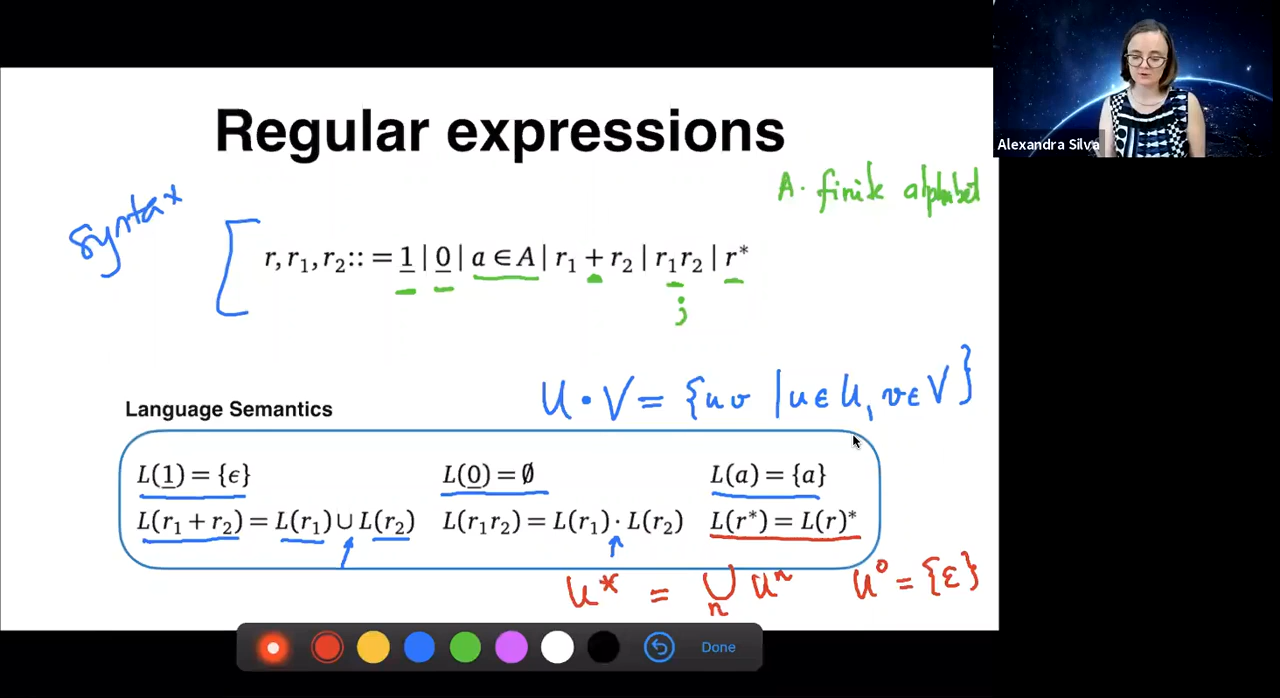 Alexandra Silva
Regular expressions
A. finite alphabet
syntax
r, r₁, r₂:: = 1 | 0 | a ∈ A | r₁ + r₂ | r₁r₂ | r*
;
U • V = {uv | u ∈ U, v ∈ V}
Language Semantics
L(1) = {ϵ} L(0) = ∅ L(a) = {a}
L(r₁ + r₂) = L(r₁) ∪ L(r₂) L(r₁r₂) = L(r₁) · L(r₂) L(r*) = L(r)*
U* = ∪ₙ Uⁿ U⁰ = {ε}
Done